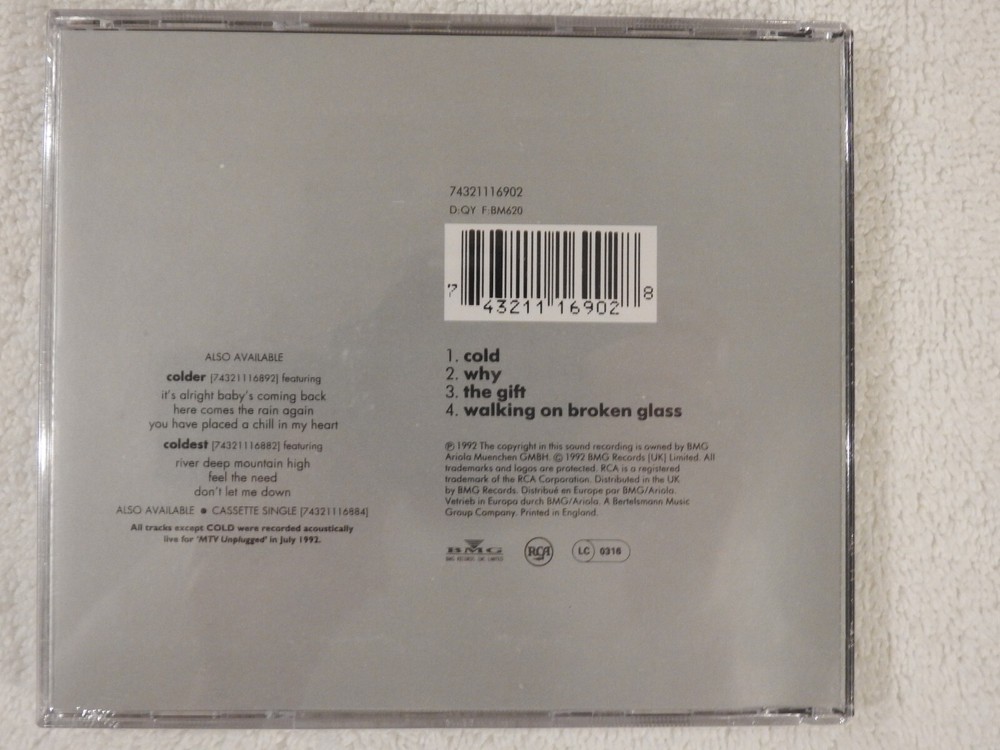 74321116902
D:QY F:BM620
7 43211 16902 8
1. cold
2. why
3. the gift
4. walking on broken glass
ALSO AVAILABLE
colder [74321116892] featuring
it's alright baby's coming back
here comes the rain again
you have placed a chill in my heart
coldest [74321116882] featuring
river deep mountain high
feel the need
don't let me down
ALSO AVAILABLE ● CASSETTE SINGLE [74321116884]
All tracks except COLD were recorded acoustically
live for 'MTV Unplugged' in July 1992.
℗ 1992 The copyright in this sound recording is owned by BMG
Ariola Muenchen GMBH. © 1992 BMG Records [UK] Limited. All
trademarks and logos are protected. RCA is a registered
trademark of the RCA Corporation. Distributed in the UK
by BMG Records. Distribué en Europe par BMG/Ariola.
Vetrieb in Europa durch BMG/Ariola. A Bertelsmann Music
Group Company. Printed in England.
BMG
BMG RECORDS (UK) LIMITED
RCA
LC 0316